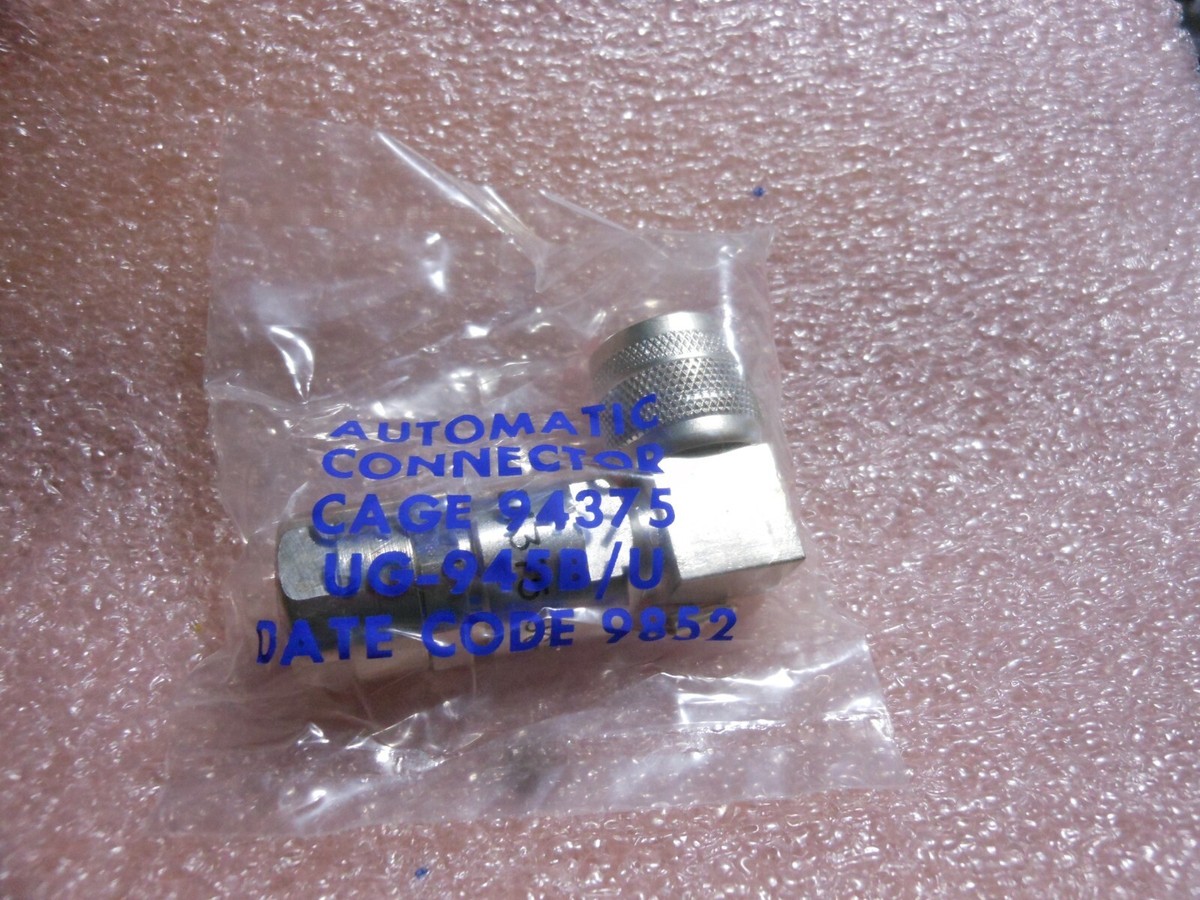 AUTOMATIC
CONNECTOR
CAGE 94375
UG-945B/U
DATE CODE 9852